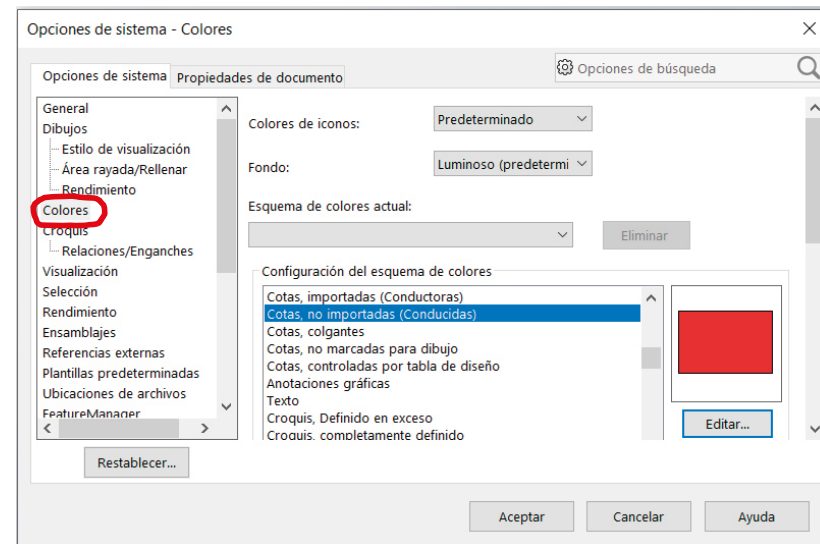 Opciones de sistema - Colores
Opciones de búsqueda
Opciones de sistema
Propiedades de documento
General
Dibujos
Estilo de visualización
Área rayada/Rellenar
Rendimiento
Colores
Croquis
Relaciones/Enganches
Visualización
Selección
Rendimiento
Ensamblajes
Referencias externas
Plantillas predeterminadas
Ubicaciones de archivos
FeatureManager
Restablecer...
Colores de iconos:
Predeterminado
Fondo:
Luminoso (predetermi
Esquema de colores actual:
Eliminar
Configuración del esquema de colores
Cotas, importadas (Conductoras)
Cotas, no importadas (Conducidas)
Cotas, colgantes
Cotas, no marcadas para dibujo
Cotas, controladas por tabla de diseño
Anotaciones gráficas
Texto
Croquis, Definido en exceso
Croquis, completamente definido
Editar...
Aceptar
Cancelar
Ayuda